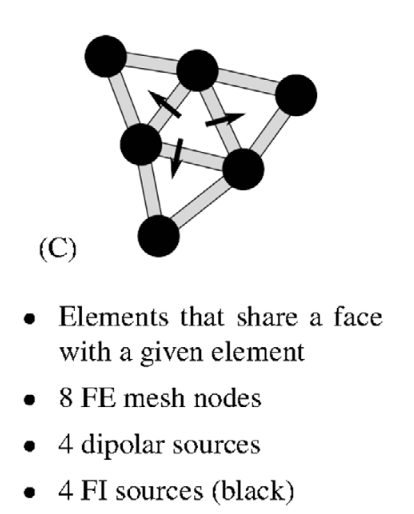 (C)
• Elements that share a face
with a given element
• 8 FE mesh nodes
• 4 dipolar sources
• 4 FI sources (black)